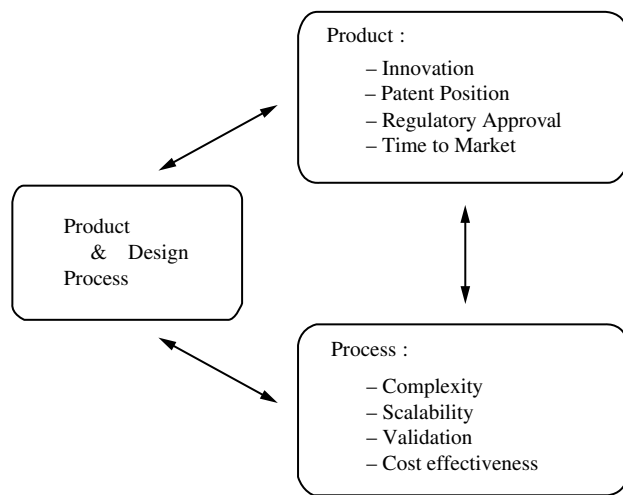 Product :
– Innovation
– Patent Position
– Regulatory Approval
– Time to Market
Product
& Design
Process
Process :
– Complexity
– Scalability
– Validation
– Cost effectiveness